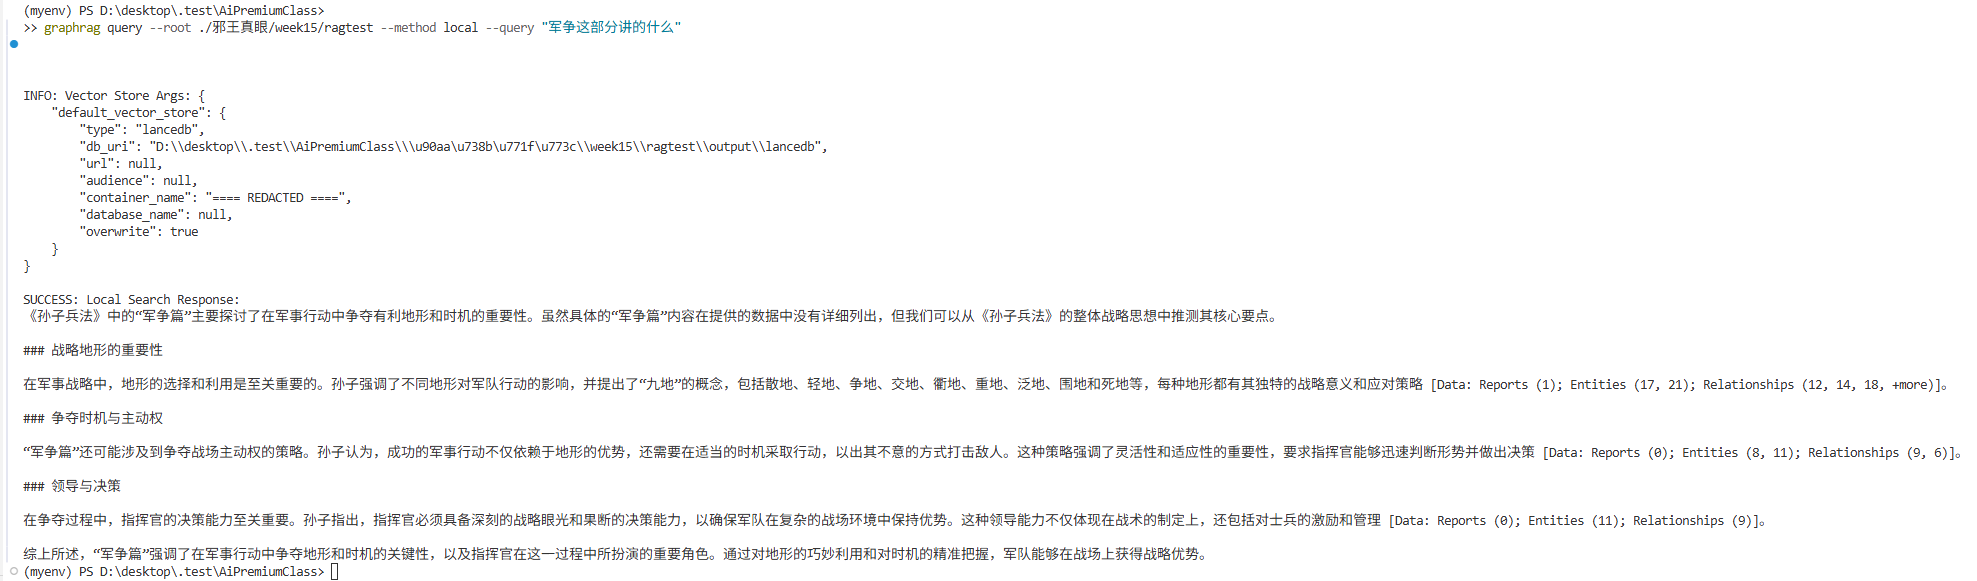 (myenv) PS D:\desktop\.test\AiPremiumClass>
>> graphrag query --root ./邪王真眼/week15/ragtest --method local --query "军争这部分讲的什么"
INFO: Vector Store Args: {
    "default_vector_store": {
        "type": "lancedb",
        "db_uri": "D:\\desktop\\.test\\AiPremiumClass\\\u90aa\u738b\u771f\u773c\\week15\\ragtest\\output\\lancedb",
        "url": null,
        "audience": null,
        "container_name": "==== REDACTED ====",
        "database_name": null,
        "overwrite": true
    }
}
SUCCESS: Local Search Response:
《孙子兵法》中的“军争篇”主要探讨了在军事行动中争夺有利地形和时机的重要性。虽然具体的“军争篇”内容在提供的数据中没有详细列出，但我们可以从《孙子兵法》的整体战略思想中推测其核心要点。
### 战略地形的重要性
在军事战略中，地形的选择和利用是至关重要的。孙子强调了不同地形对军队行动的影响，并提出了“九地”的概念，包括散地、轻地、争地、交地、衢地、重地、泛地、围地和死地等，每种地形都有其独特的战略意义和应对策略 [Data: Reports (1); Entities (17, 21); Relationships (12, 14, 18, +more)]。
### 争夺时机与主动权
“军争篇”还可能涉及到争夺战场主动权的策略。孙子认为，成功的军事行动不仅依赖于地形的优势，还需要在适当的时机采取行动，以出其不意的方式打击敌人。这种策略强调了灵活性和适应性的重要性，要求指挥官能够迅速判断形势并做出决策 [Data: Reports (0); Entities (8, 11); Relationships (9, 6)]。
### 领导与决策
在争夺过程中，指挥官的决策能力至关重要。孙子指出，指挥官必须具备深刻的战略眼光和果断的决策能力，以确保军队在复杂的战场环境中保持优势。这种领导能力不仅体现在战术的制定上，还包括对士兵的激励和管理 [Data: Reports (0); Entities (11); Relationships (9)]。
综上所述，“军争篇”强调了在军事行动中争夺地形和时机的关键性，以及指挥官在这一过程中所扮演的重要角色。通过对地形的巧妙利用和对时机的精准把握，军队能够在战场上获得战略优势。
(myenv) PS D:\desktop\.test\AiPremiumClass>